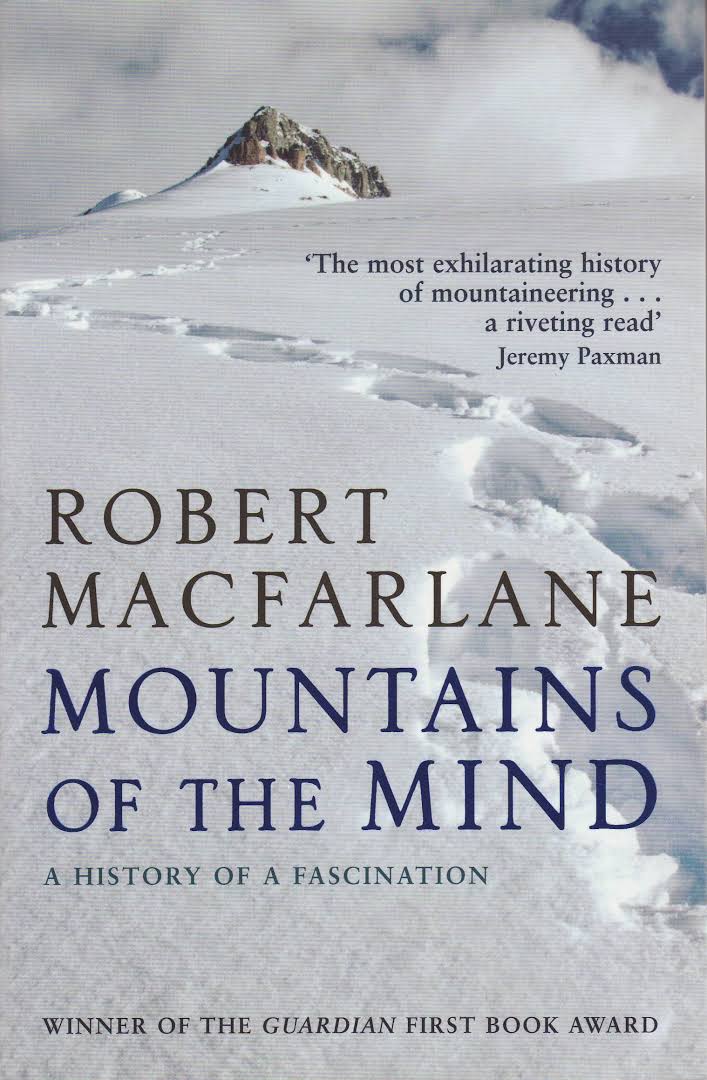 ‘The most exhilarating history
of mountaineering . . .
a riveting read’
Jeremy Paxman
ROBERT
MACFARLANE
MOUNTAINS
OF THE MIND
A HISTORY OF A FASCINATION
WINNER OF THE GUARDIAN FIRST BOOK AWARD